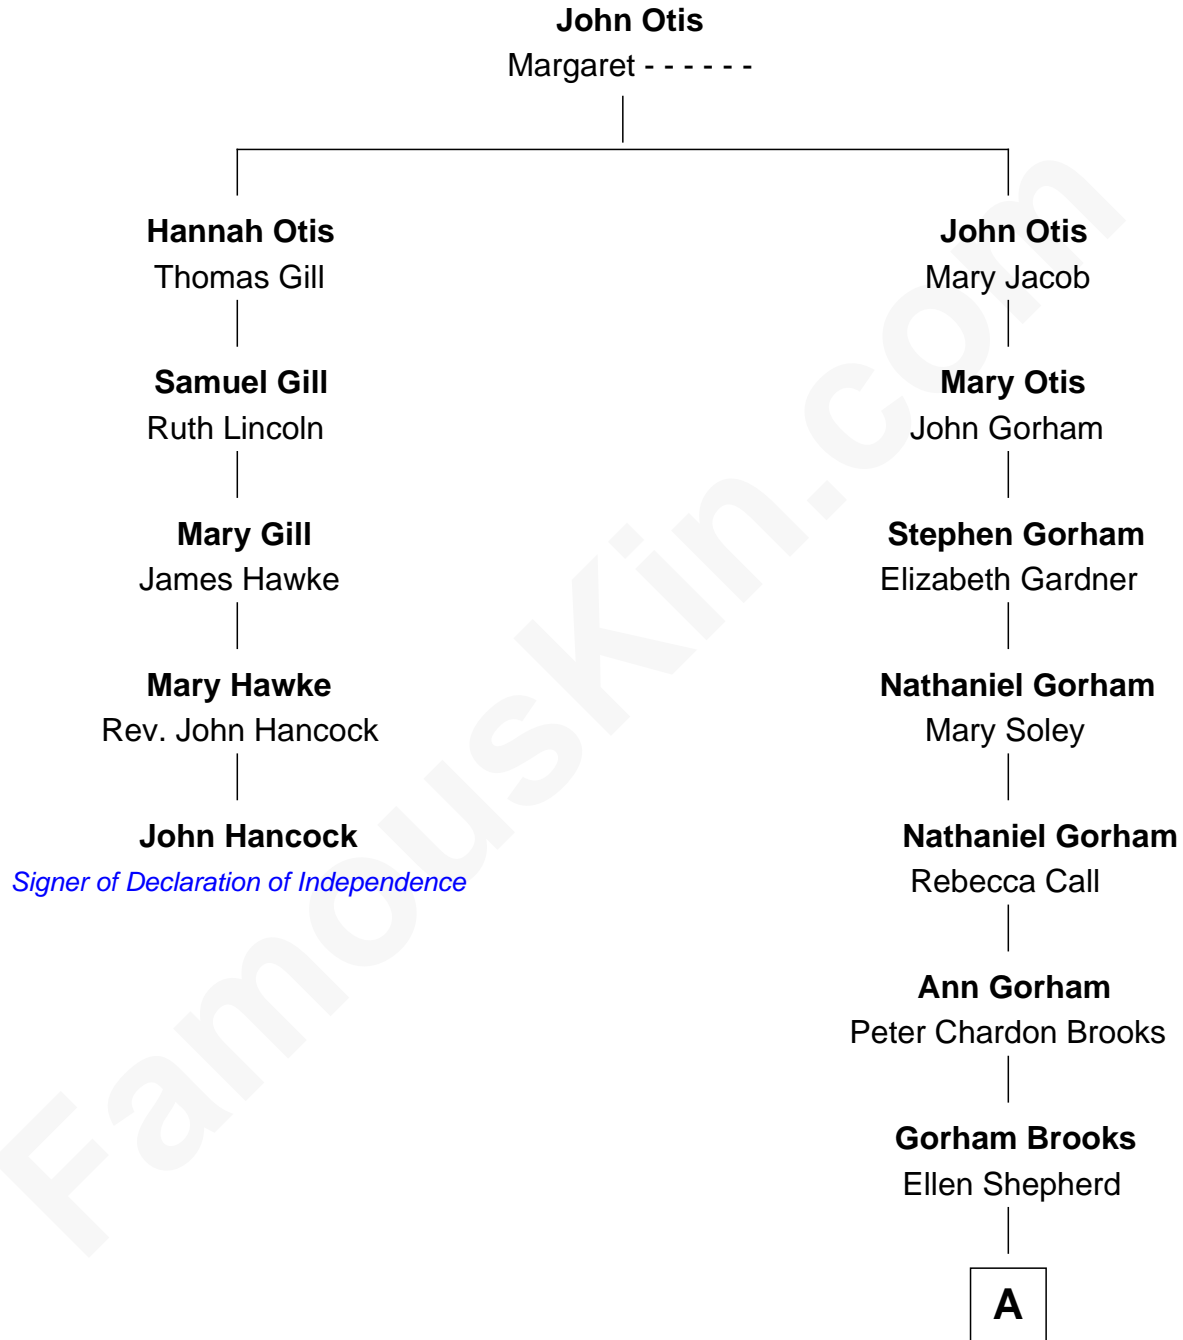 John Otis
Margaret - - - - - -
Hannah Otis
Thomas Gill
Samuel Gill
Ruth Lincoln
Mary Gill
James Hawke
Mary Hawke
Rev. John Hancock
John Hancock
Signer of Declaration of Independence
John Otis
Mary Jacob
Mary Otis
John Gorham
Stephen Gorham
Elizabeth Gardner
Nathaniel Gorham
Mary Soley
Nathaniel Gorham
Rebecca Call
Ann Gorham
Peter Chardon Brooks
Gorham Brooks
Ellen Shepherd
A
FamousKin.com